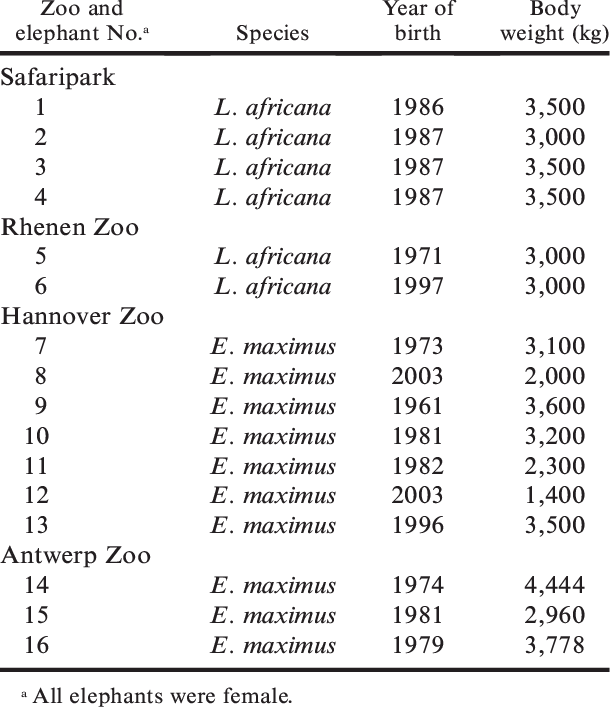 Zoo and elephant No.ᵃ Species Year of birth Body weight (kg)
Safaripark
1 L. africana 1986 3,500
2 L. africana 1987 3,000
3 L. africana 1987 3,500
4 L. africana 1987 3,500
Rhenen Zoo
5 L. africana 1971 3,000
6 L. africana 1997 3,000
Hannover Zoo
7 E. maximus 1973 3,100
8 E. maximus 2003 2,000
9 E. maximus 1961 3,600
10 E. maximus 1981 3,200
11 E. maximus 1982 2,300
12 E. maximus 2003 1,400
13 E. maximus 1996 3,500
Antwerp Zoo
14 E. maximus 1974 4,444
15 E. maximus 1981 2,960
16 E. maximus 1979 3,778
ᵃ All elephants were female.